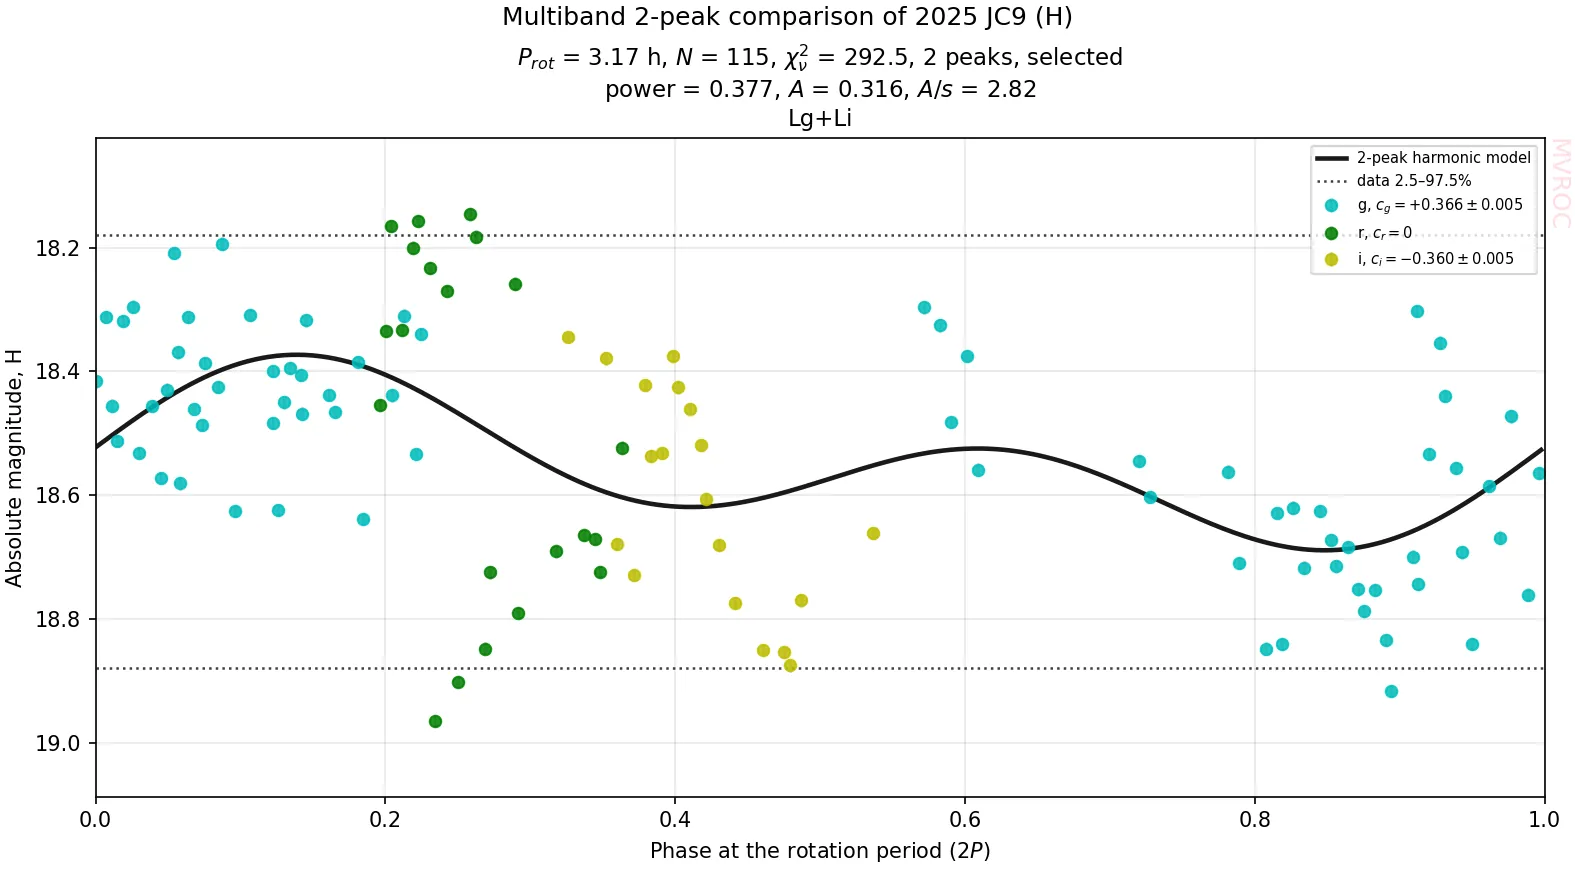 Multiband 2-peak comparison of 2025 JC9 (H)
P_rot = 3.17 h, N = 115, χ²_ν = 292.5, 2 peaks, selected
power = 0.377, A = 0.316, A/s = 2.82
Lg+Li
2-peak harmonic model
data 2.5–97.5%
g, c_g = +0.366 ± 0.005
r, c_r = 0
i, c_i = −0.360 ± 0.005
MVROC
Absolute magnitude, H
18.2
18.4
18.6
18.8
19.0
0.0 0.2 0.4 0.6 0.8 1.0
Phase at the rotation period (2P)